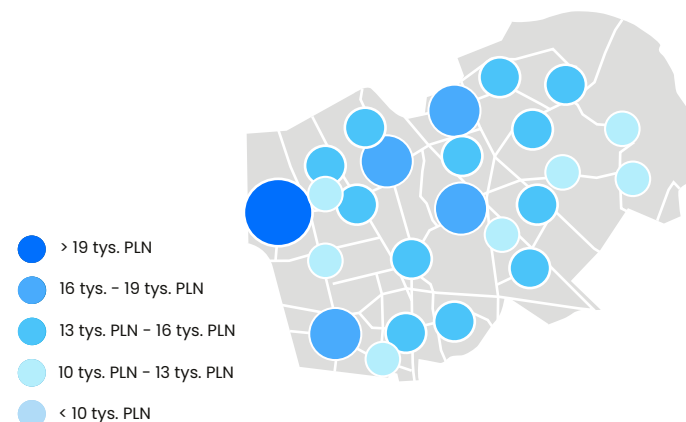 > 19 tys. PLN
16 tys. - 19 tys. PLN
13 tys. PLN - 16 tys. PLN
10 tys. PLN - 13 tys. PLN
< 10 tys. PLN